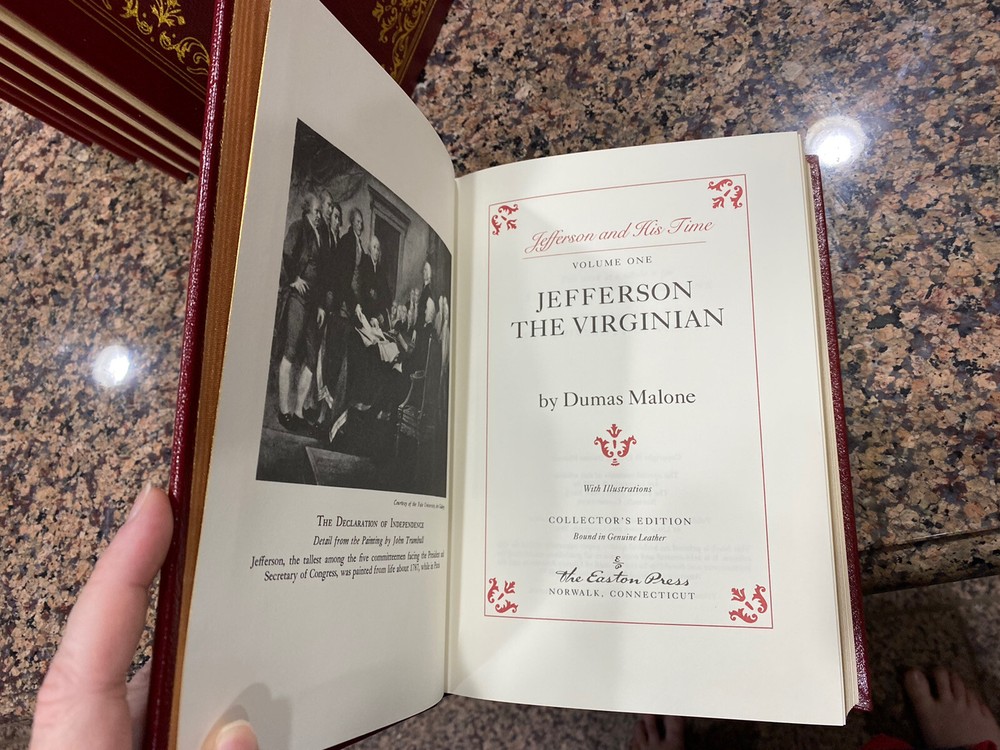 Courtesy of the Yale University Art Gallery
THE DECLARATION OF INDEPENDENCE
Detail from the Painting by John Trumbull
Jefferson, the tallest among the five committeemen facing the President and
Secretary of Congress, was painted from life about 1787, while in Paris
Jefferson and His Time
VOLUME ONE
JEFFERSON
THE VIRGINIAN
by Dumas Malone
With Illustrations
COLLECTOR'S EDITION
Bound in Genuine Leather
The Easton Press
NORWALK, CONNECTICUT